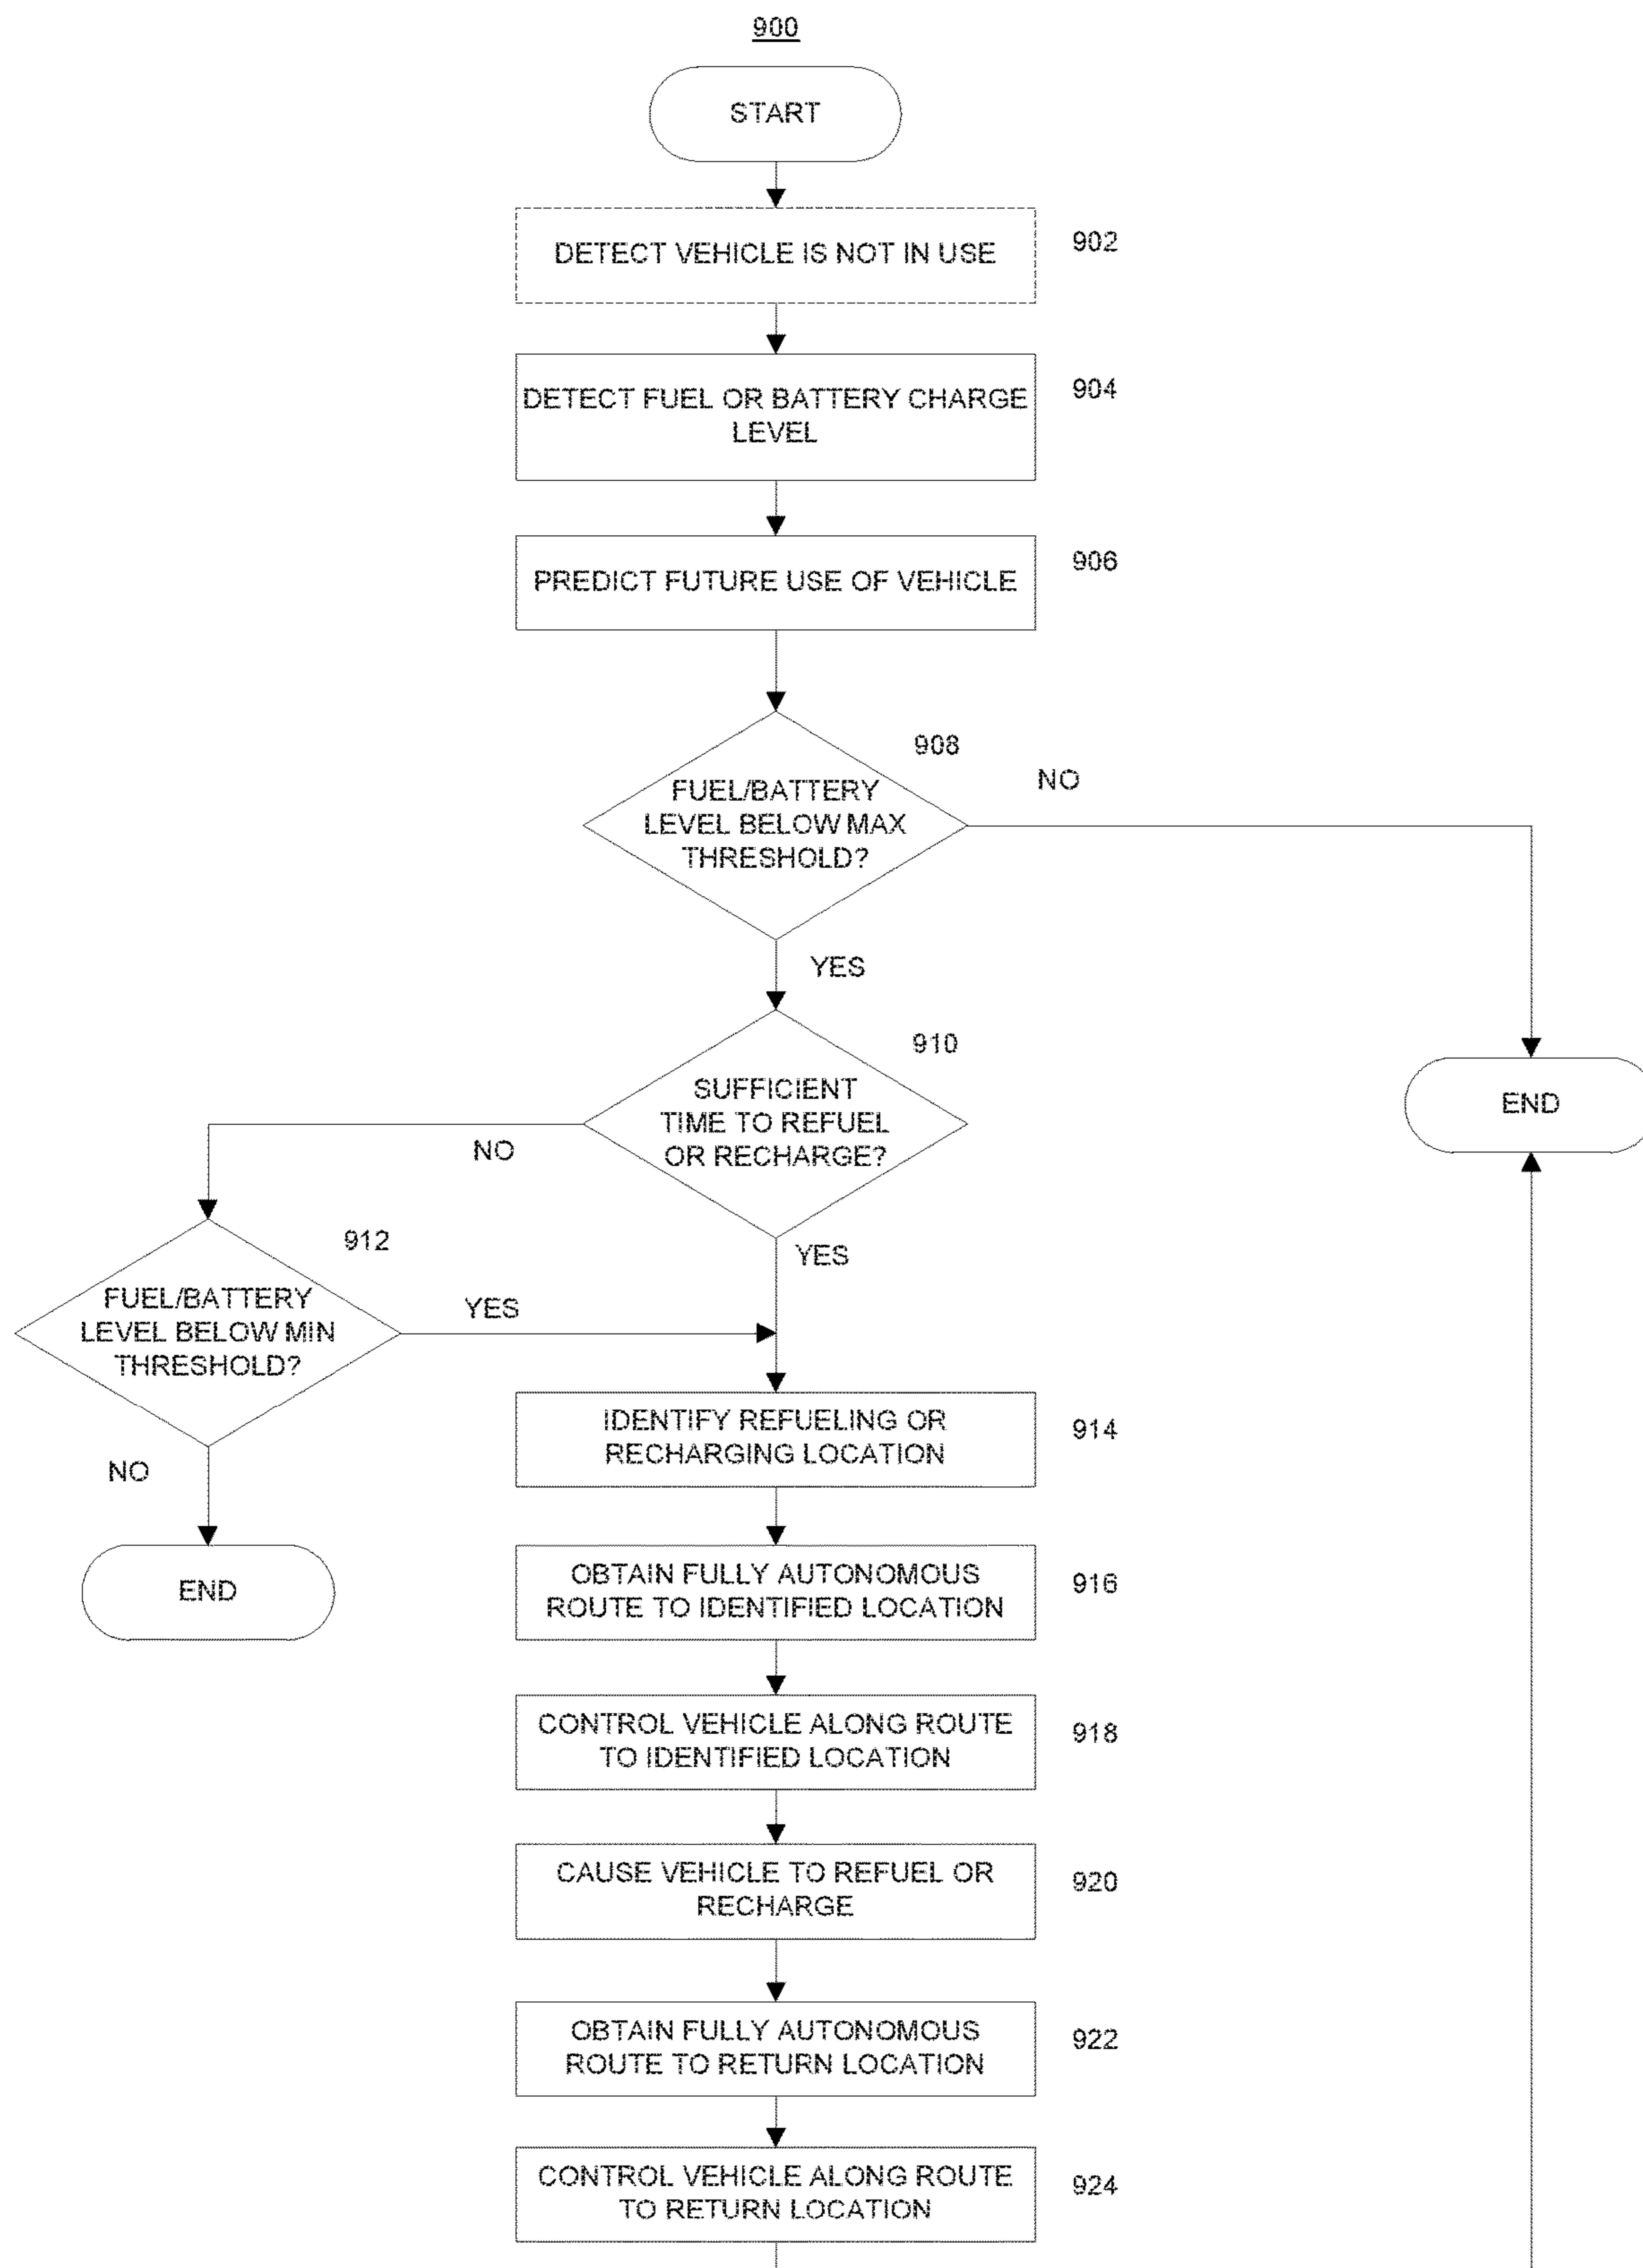 900
START
DETECT VEHICLE IS NOT IN USE
902
DETECT FUEL OR BATTERY CHARGE
LEVEL
904
PREDICT FUTURE USE OF VEHICLE
906
908
FUEL/BATTERY
LEVEL BELOW MAX
THRESHOLD?
NO
YES
910
SUFFICIENT
TIME TO REFUEL
OR RECHARGE?
END
NO
YES
912
FUEL/BATTERY
LEVEL BELOW MIN
THRESHOLD?
YES
NO
END
IDENTIFY REFUELING OR
RECHARGING LOCATION
914
OBTAIN FULLY AUTONOMOUS
ROUTE TO IDENTIFIED LOCATION
916
CONTROL VEHICLE ALONG ROUTE
TO IDENTIFIED LOCATION
918
CAUSE VEHICLE TO REFUEL OR
RECHARGE
920
OBTAIN FULLY AUTONOMOUS
ROUTE TO RETURN LOCATION
922
CONTROL VEHICLE ALONG ROUTE
TO RETURN LOCATION
924